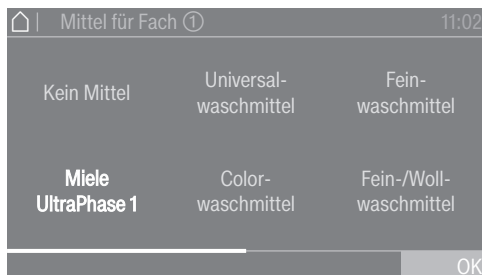 Mittel für Fach ①
11:02
Kein Mittel
Universal-
waschmittel
Fein-
waschmittel
Miele
UltraPhase 1
Color-
waschmittel
Fein-/Woll-
waschmittel
OK